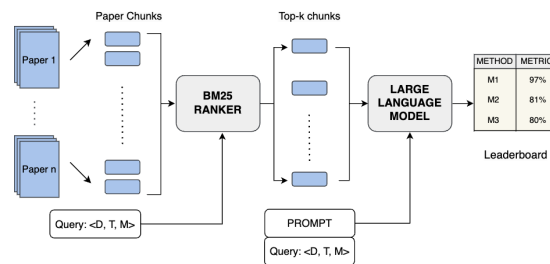 Paper Chunks
Top-k chunks
Paper 1
Paper n
BM25
RANKER
LARGE
LANGUAGE
MODEL
METHOD METRIC
M1 97%
M2 81%
M3 80%
Leaderboard
Query: <D, T, M>
PROMPT
Query: <D, T, M>